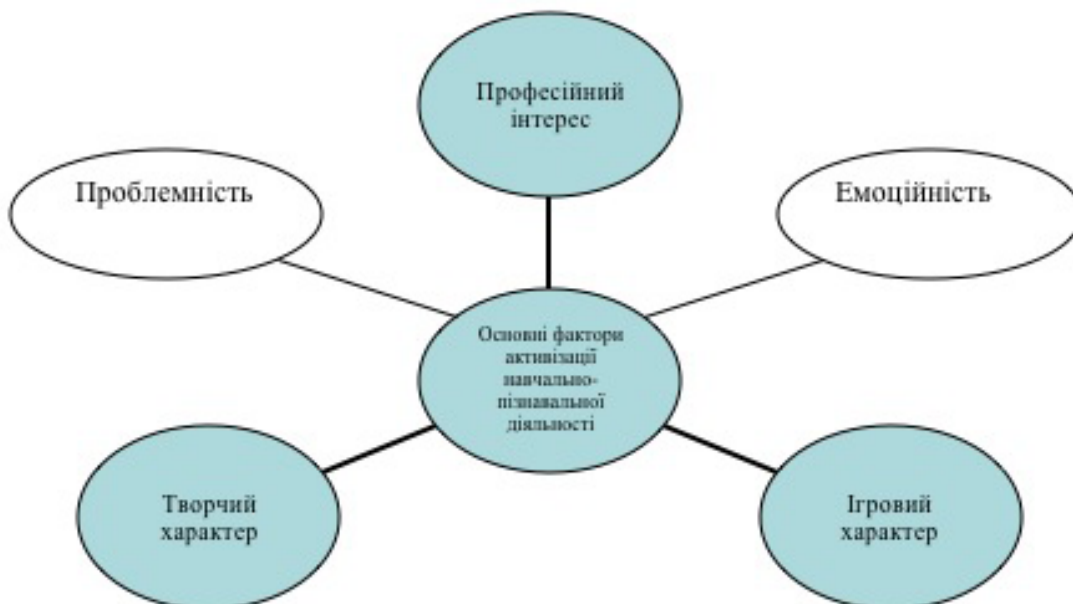 Професійний
інтерес
Проблемність
Емоційність
Основні фактори
активізації
навчально-
пізнавальної
діяльності
Творчий
характер
Ігровий
характер